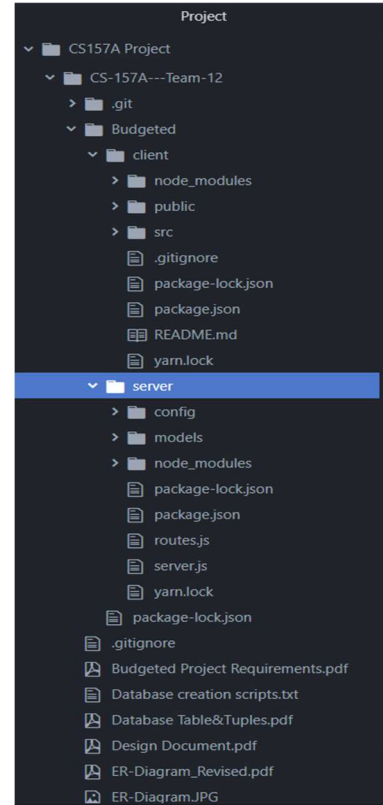 Project
CS157A Project
CS-157A---Team-12
.git
Budgeted
client
node_modules
public
src
.gitignore
package-lock.json
package.json
README.md
yarn.lock
server
config
models
node_modules
package-lock.json
package.json
routes.js
server.js
yarn.lock
package-lock.json
.gitignore
Budgeted Project Requirements.pdf
Database creation scripts.txt
Database Table&Tuples.pdf
Design Document.pdf
ER-Diagram_Revised.pdf
ER-Diagram.JPG